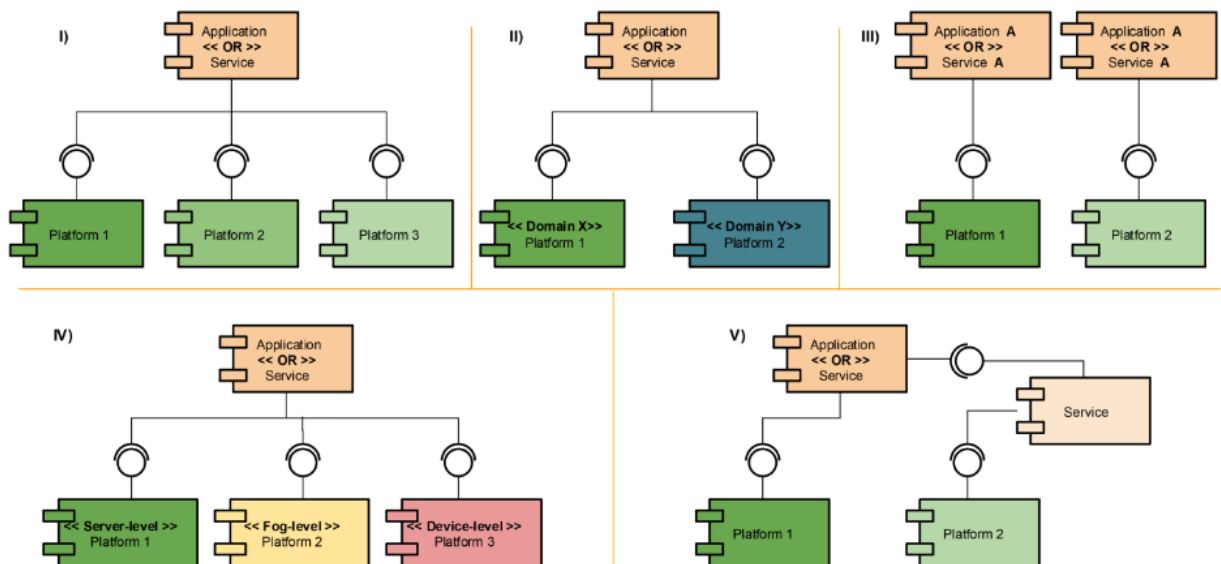 I)
Application
<< OR >>
Service
Platform 1
Platform 2
Platform 3
II)
Application
<< OR >>
Service
<< Domain X>>
Platform 1
<< Domain Y>>
Platform 2
III)
Application A
<< OR >>
Service A
Application A
<< OR >>
Service A
Platform 1
Platform 2
IV)
Application
<< OR >>
Service
<< Server-level >>
Platform 1
<< Fog-level >>
Platform 2
<< Device-level >>
Platform 3
V)
Application
<< OR >>
Service
Service
Platform 1
Platform 2